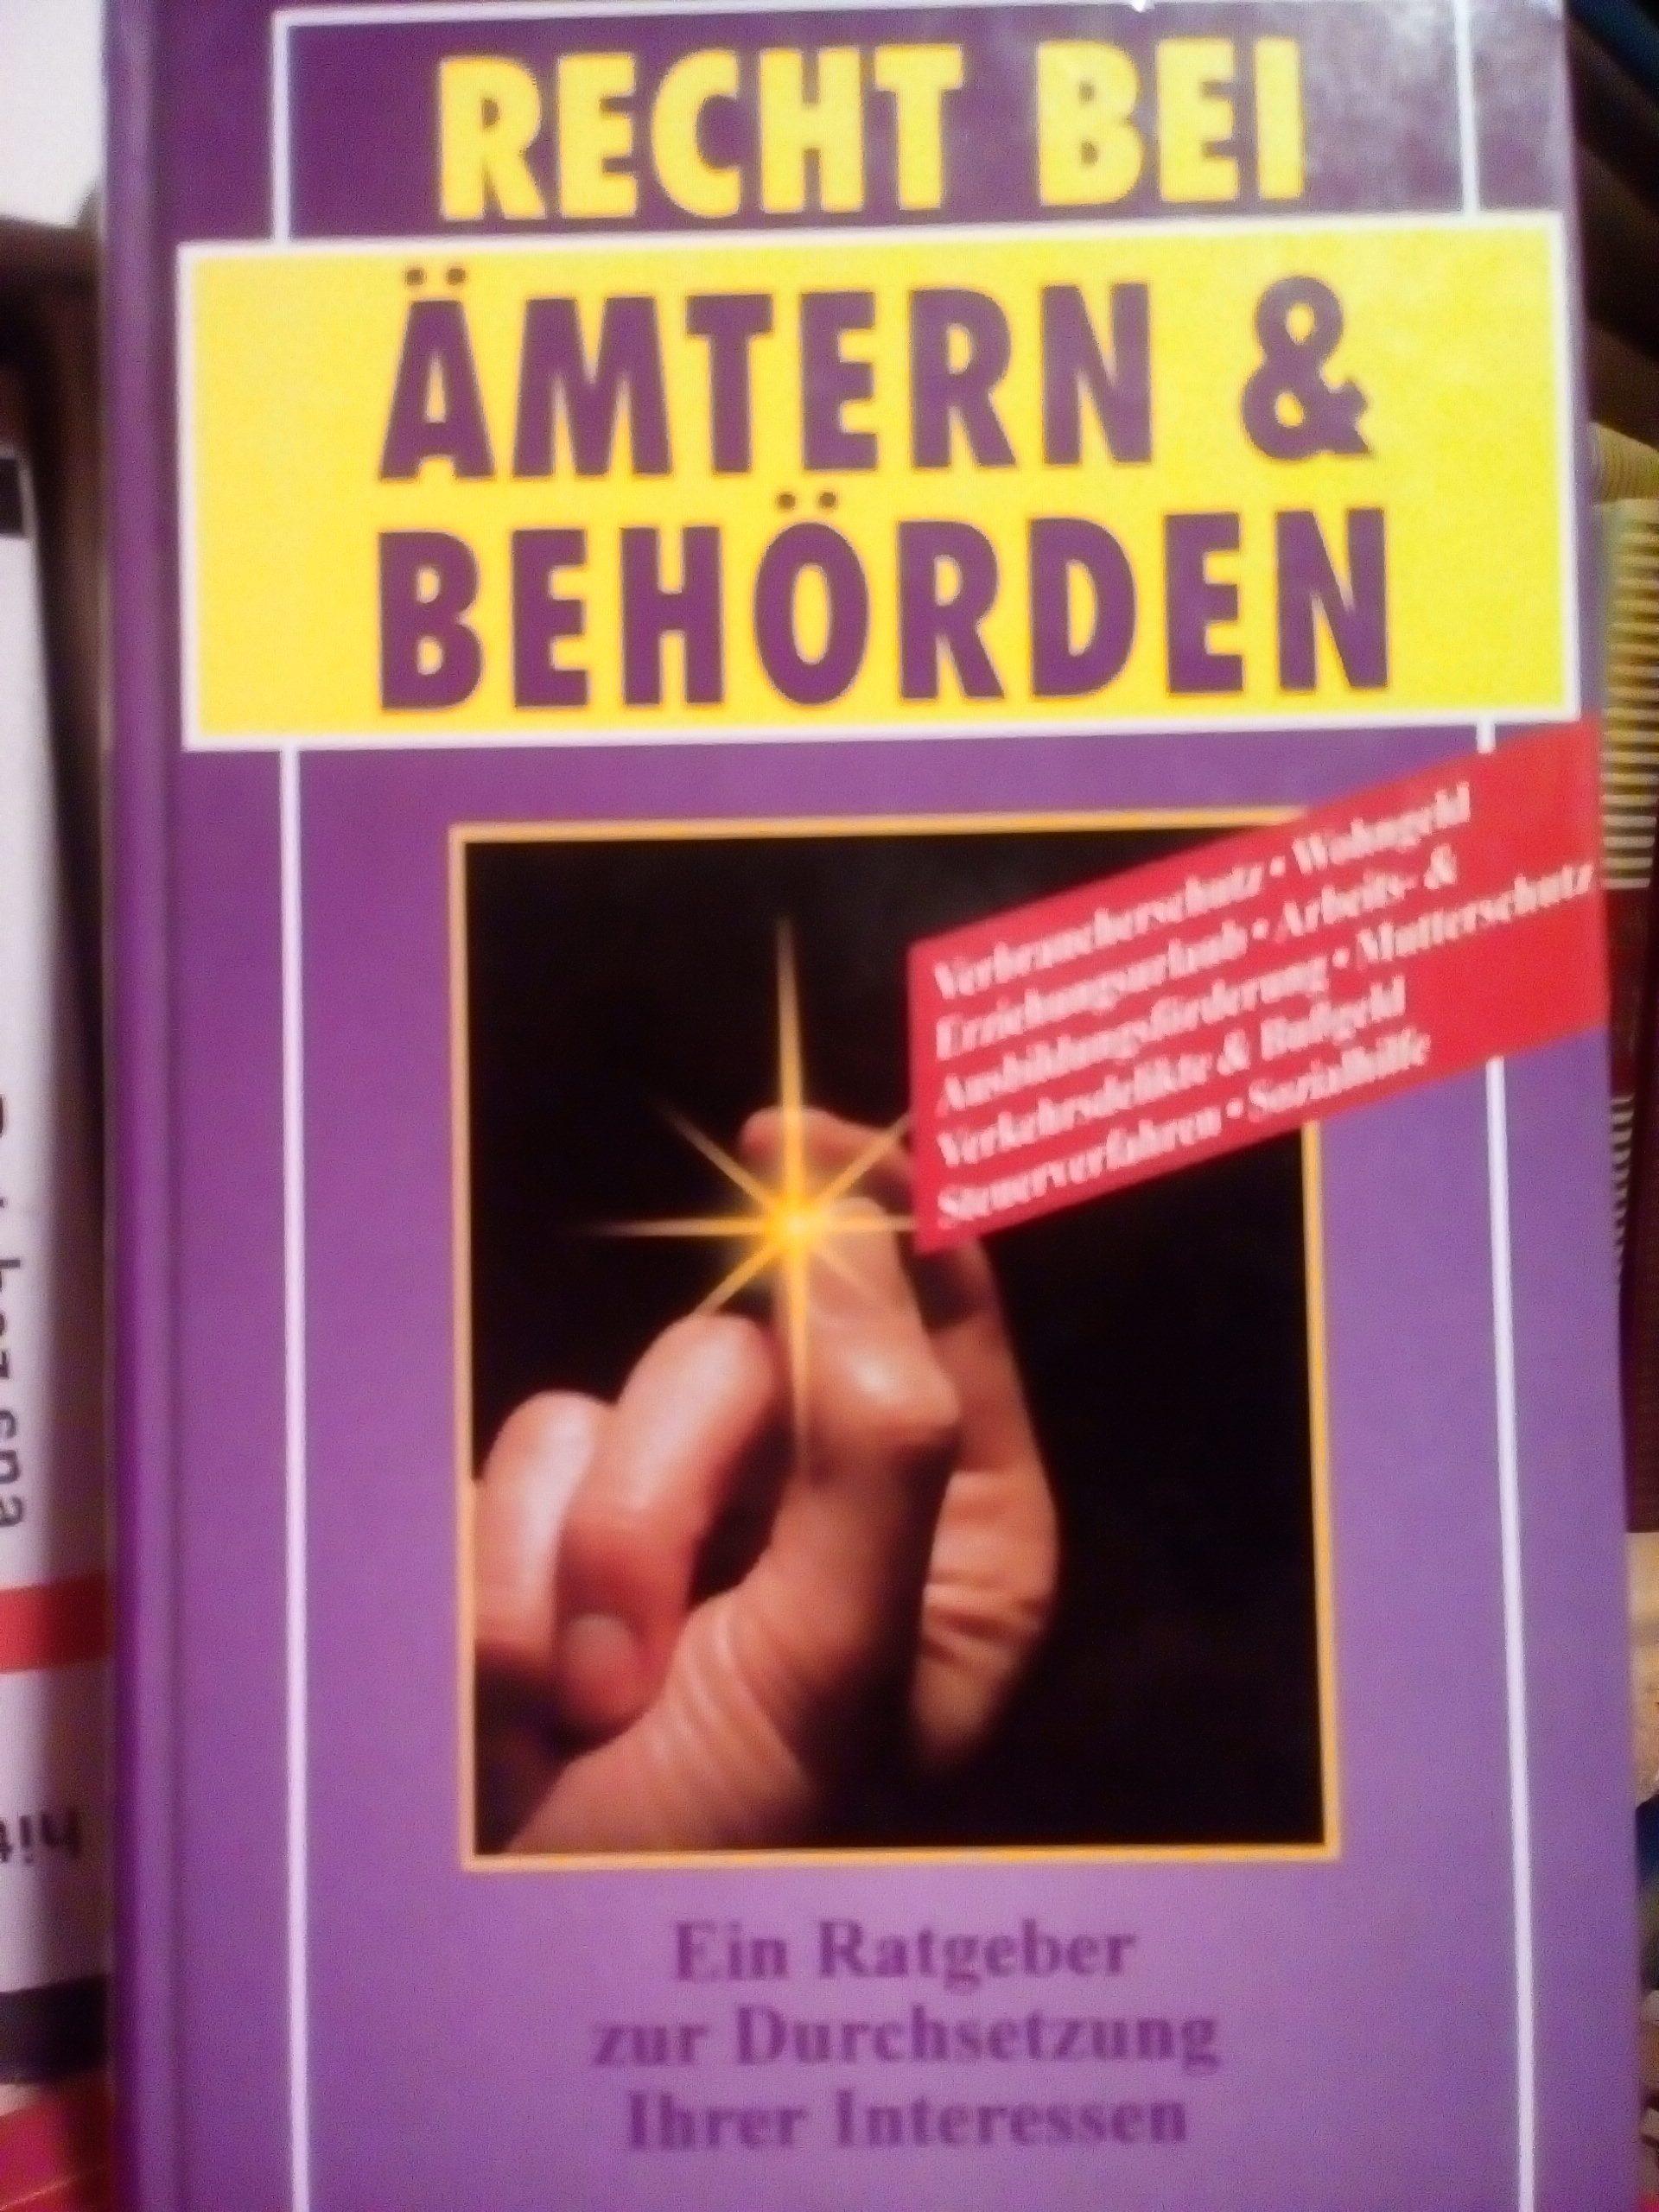 RECHT BEI
ÄMTERN &
BEHÖRDEN
Verbraucherschutz • Wohngeld
Erziehungsurlaub • Arbeits- &
Ausbildungsförderung • Mutterschutz
Verkehrsdelikte & Bußgeld
Steuerverfahren • Sozialhilfe
Ein Ratgeber
zur Durchsetzung
Ihrer Interessen